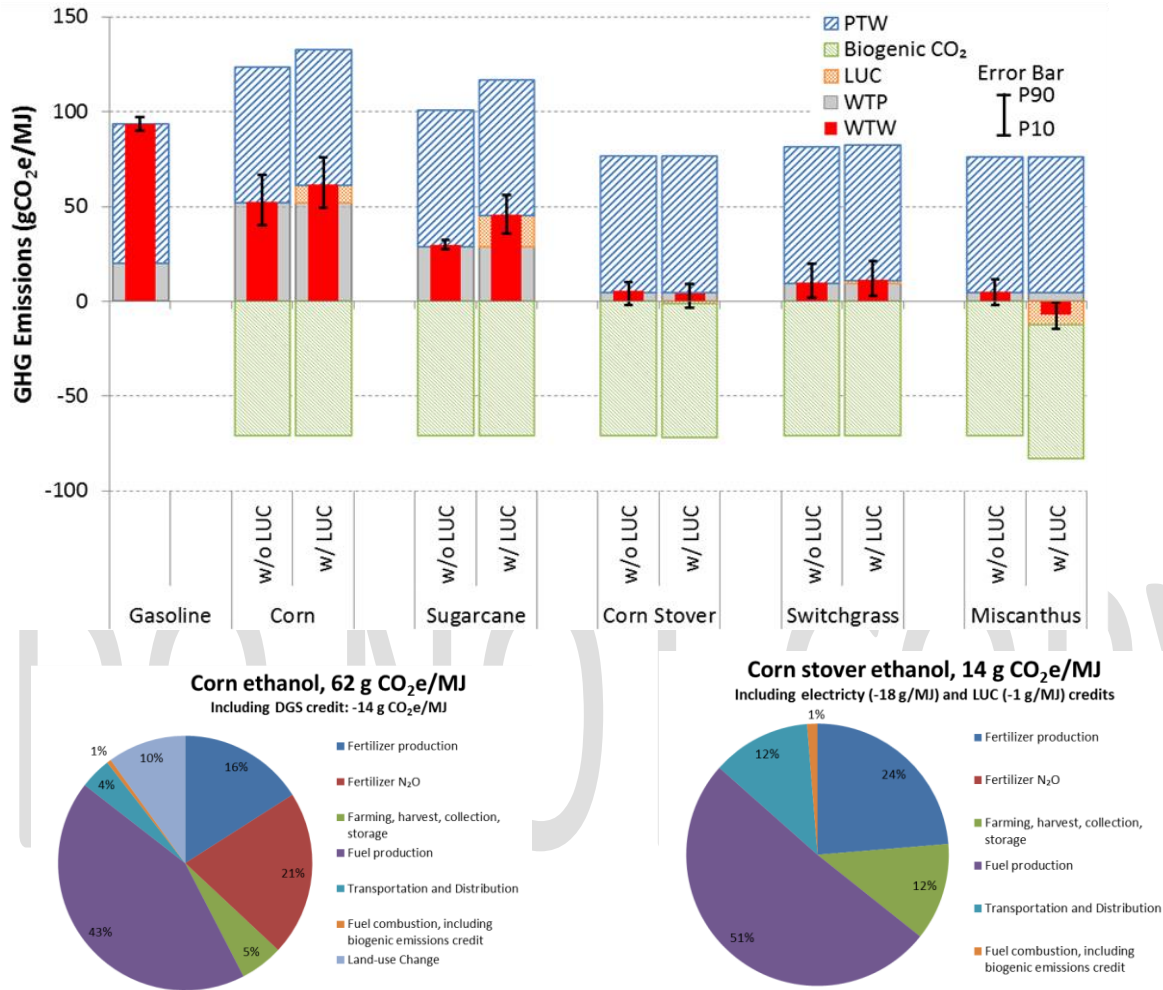 150
100
50
0
-50
-100
GHG Emissions (gCO₂e/MJ)
PTW
Biogenic CO₂
LUC
WTP
WTW
Error Bar
P90
P10
w/o LUC
w/ LUC
w/o LUC
w/ LUC
w/o LUC
w/ LUC
w/o LUC
w/ LUC
w/o LUC
w/ LUC
Gasoline
Corn
Sugarcane
Corn Stover
Switchgrass
Miscanthus
Corn ethanol, 62 g CO₂e/MJ
Including DGS credit: -14 g CO₂e/MJ
16%
21%
5%
43%
4%
1%
10%
Fertilizer production
Fertilizer N₂O
Farming, harvest, collection,
storage
Fuel production
Transportation and Distribution
Fuel combustion, including
biogenic emissions credit
Land-use Change
Corn stover ethanol, 14 g CO₂e/MJ
Including electricty (-18 g/MJ) and LUC (-1 g/MJ) credits
24%
12%
51%
12%
1%
Fertilizer production
Fertilizer N₂O
Farming, harvest, collection,
storage
Fuel production
Transportation and Distribution
Fuel combustion, including
biogenic emissions credit